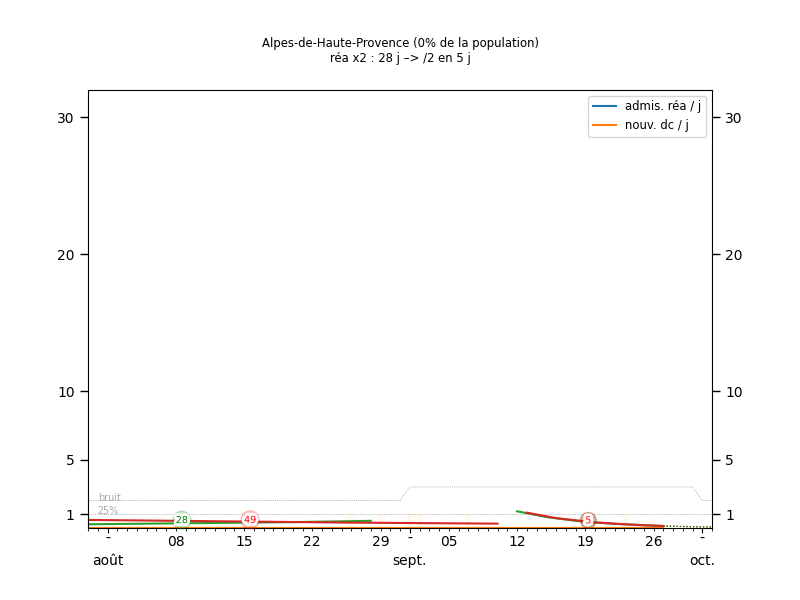 Alpes-de-Haute-Provence (0% de la population)
réa x2 : 28 j –> /2 en 5 j
admis. réa / j
nouv. dc / j
30 30
20 20
10 10
5 5
bruit
25%
1 28 49 5 1
- 08 15 22 29 - 05 12 19 26 -
août sept. oct.